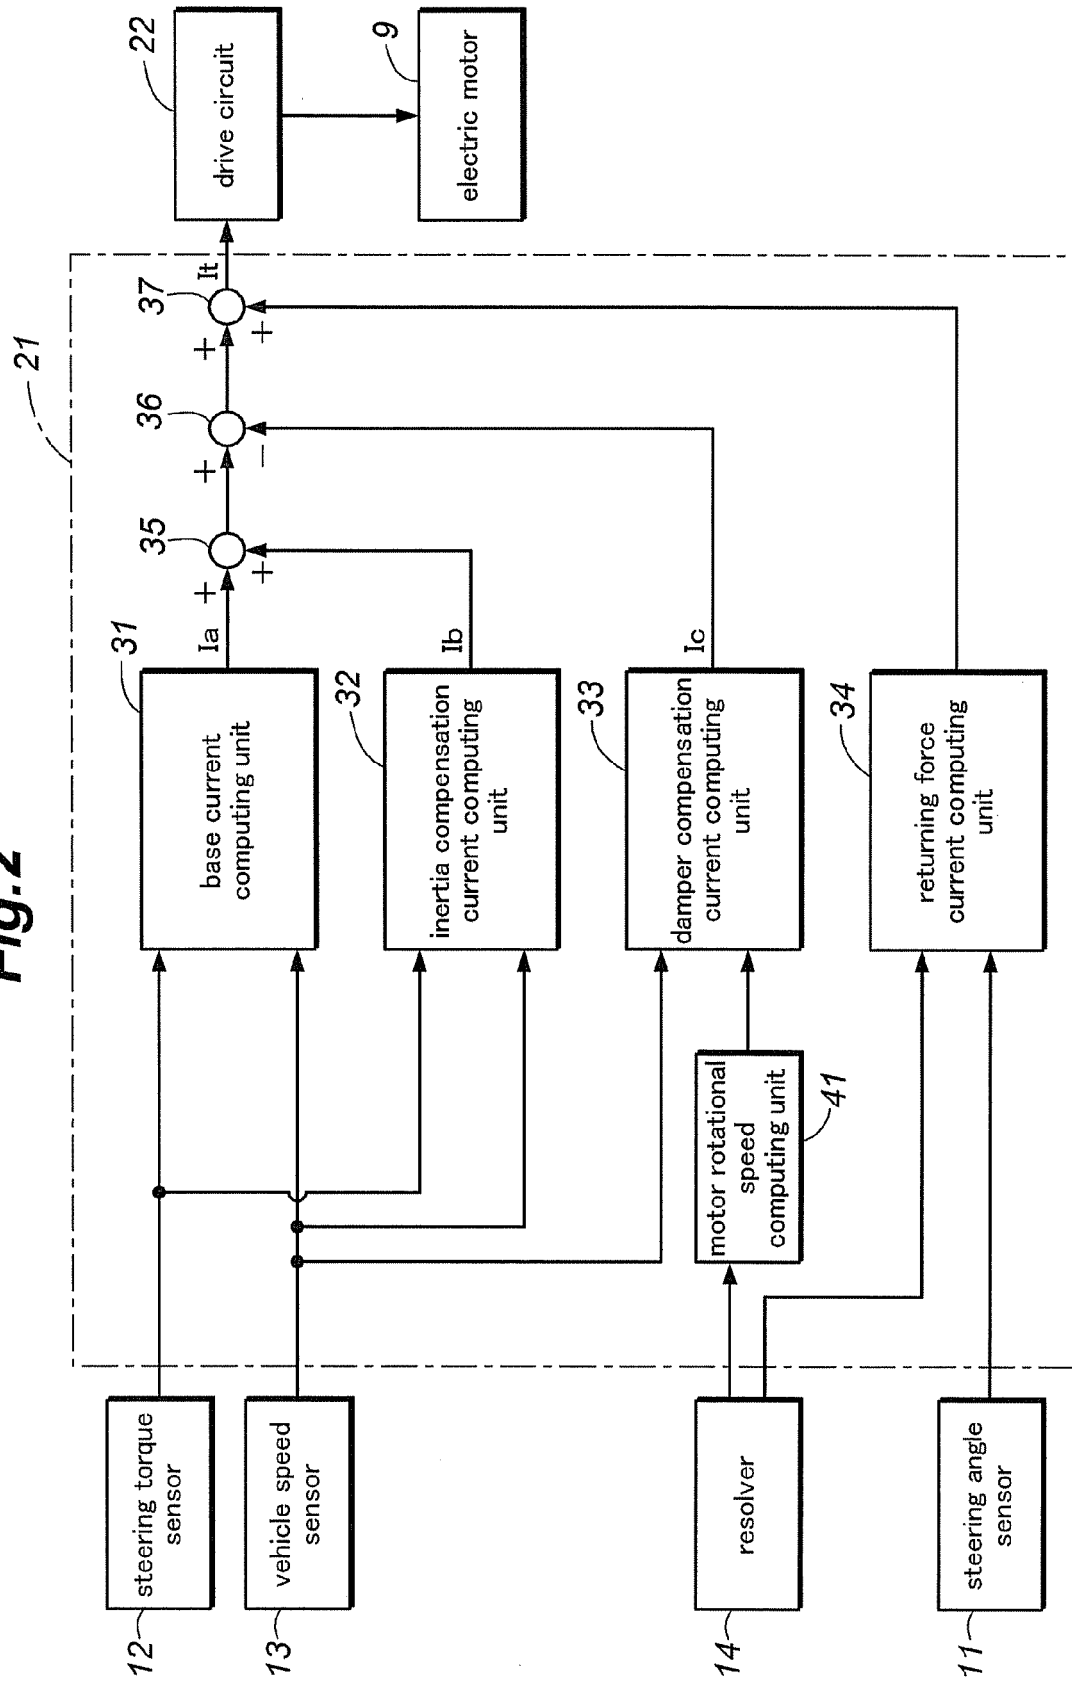 Fig.2
21
12
steering torque
sensor
13
vehicle speed
sensor
14
resolver
11
steering angle
sensor
motor rotational
speed
computing unit
41
31
base current
computing unit
32
inertia compensation
current computing
unit
33
damper compensation
current computing
unit
34
returning force
current computing
unit
Ia
Ib
Ic
+
+
35
+
−
36
+
+
37
It
22
drive circuit
9
electric motor